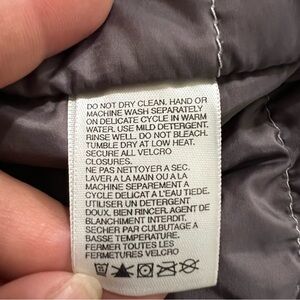 DO NOT DRY CLEAN. HAND OR
MACHINE WASH SEPARATELY
ON DELICATE CYCLE IN WARM
WATER. USE MILD DETERGENT.
RINSE WELL. DO NOT BLEACH.
TUMBLE DRY AT LOW HEAT.
SECURE ALL VELCRO
CLOSURES.
NE PAS NETTOYER A SEC.
LAVER A LA MAIN OU A LA
MACHINE SEPAREMENT A
CYCLE DELICAT A L'EAU TIEDE.
UTILISER UN DETERGENT
DOUX. BIEN RINCER. AGENT DE
BLANCHIMENT INTERDIT.
SECHER PAR CULBUTAGE A
BASSE TEMPERATURE.
FERMER TOUTES LES
FERMETURES VELCRO